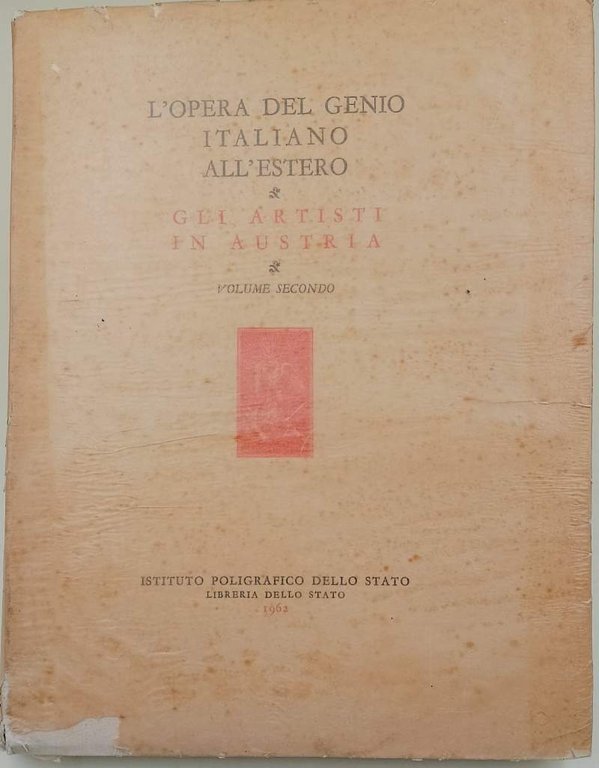 L'OPERA DEL GENIO
ITALIANO
ALL'ESTERO
GLI ARTISTI
IN AUSTRIA
VOLUME SECONDO
ISTITUTO POLIGRAFICO DELLO STATO
LIBRERIA DELLO STATO
1962